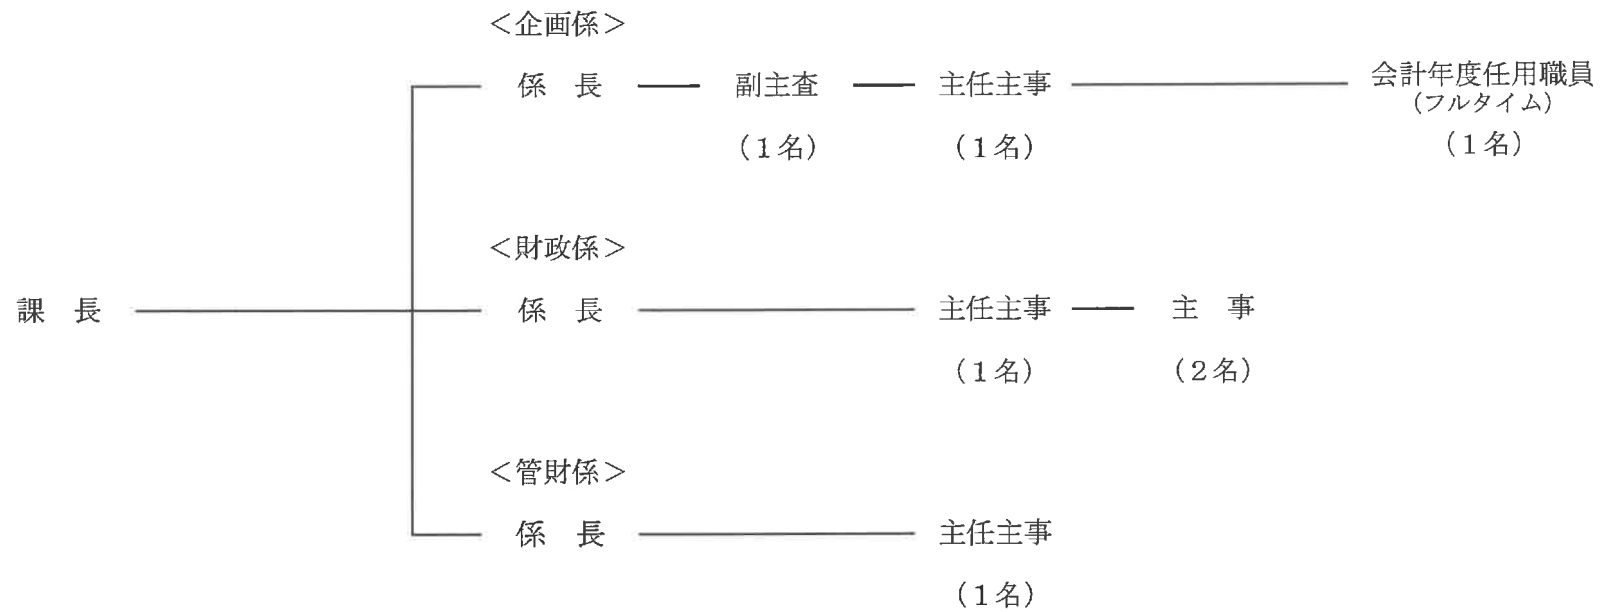 ＜企画係＞
係　長　副主査　主任主事　会計年度任用職員
（フルタイム）
（１名）　（１名）　（１名）
＜財政係＞
課　長　係　長　主任主事　主　事
（１名）　（２名）
＜管財係＞
係　長　主任主事
（１名）